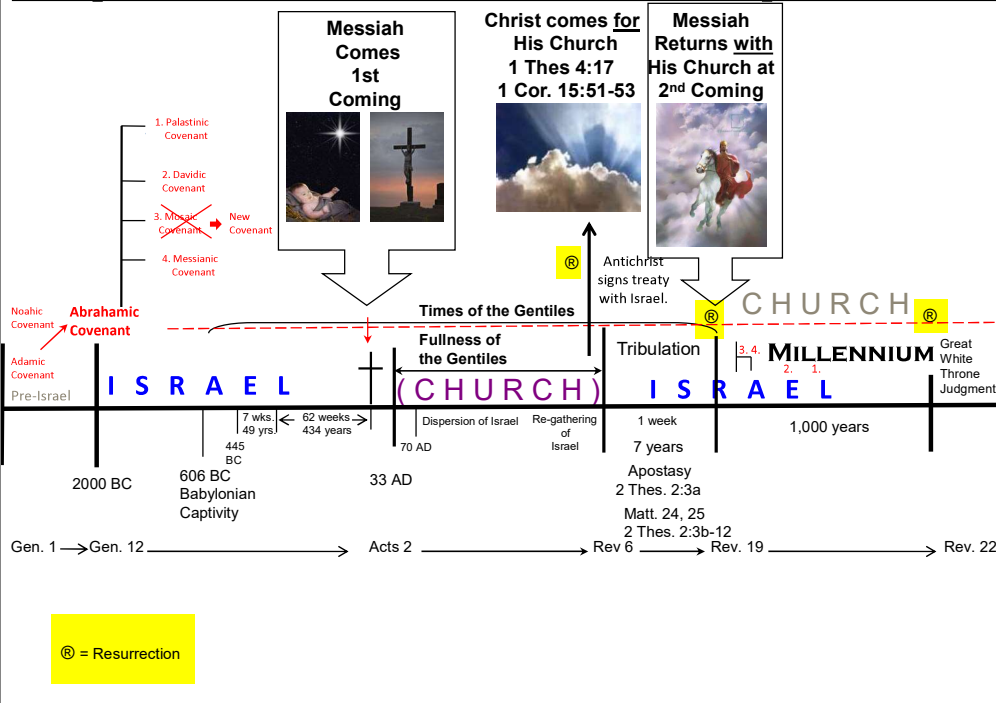 Messiah
Comes
1st
Coming
Christ comes for
His Church
1 Thes 4:17
1 Cor. 15:51-53
Messiah
Returns with
His Church at
2nd Coming
1. Palastinic
Covenant
2. Davidic
Covenant
3. Mosaic
Covenant
New
Covenant
4. Messianic
Covenant
Noahic
Covenant
Abrahamic
Covenant
Adamic
Covenant
Pre-Israel
®
Antichrist
signs treaty
with Israel.
®
CHURCH
®
Times of the Gentiles
Fullness of
the Gentiles
Tribulation
3. 4.
MILLENNIUM
2. 1.
Great
White
Throne
Judgment
ISRAEL
(CHURCH)
ISRAEL
7 wks.
49 yrs.
62 weeks
434 years
445
BC
70 AD
Dispersion of Israel
Re-gathering
of
Israel
1 week
7 years
1,000 years
2000 BC
606 BC
Babylonian
Captivity
33 AD
Apostasy
2 Thes. 2:3a
Matt. 24, 25
2 Thes. 2:3b-12
Gen. 1
Gen. 12
Acts 2
Rev 6
Rev. 19
Rev. 22
® = Resurrection